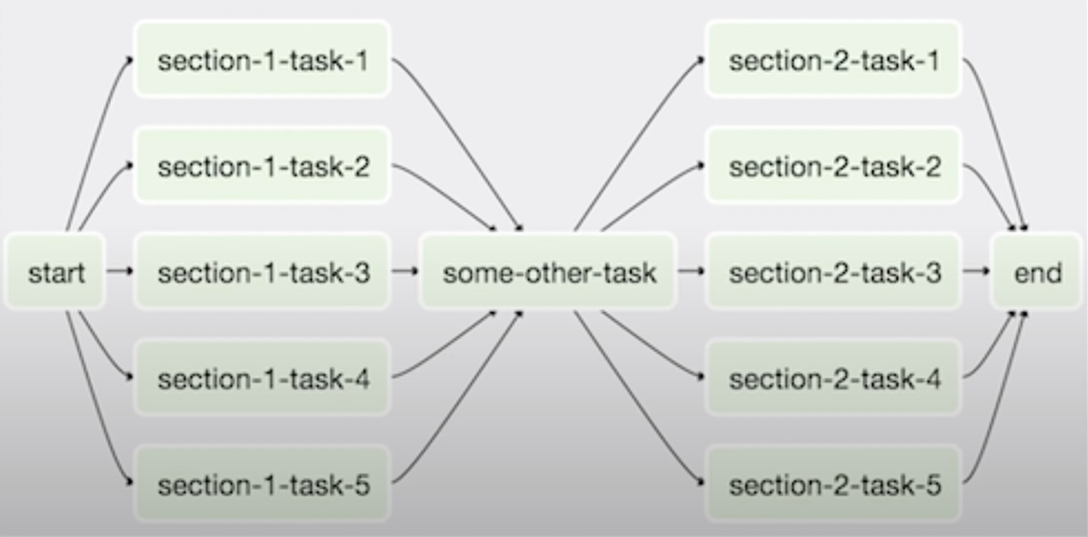 start
section-1-task-1
section-1-task-2
section-1-task-3
section-1-task-4
section-1-task-5
some-other-task
section-2-task-1
section-2-task-2
section-2-task-3
section-2-task-4
section-2-task-5
end